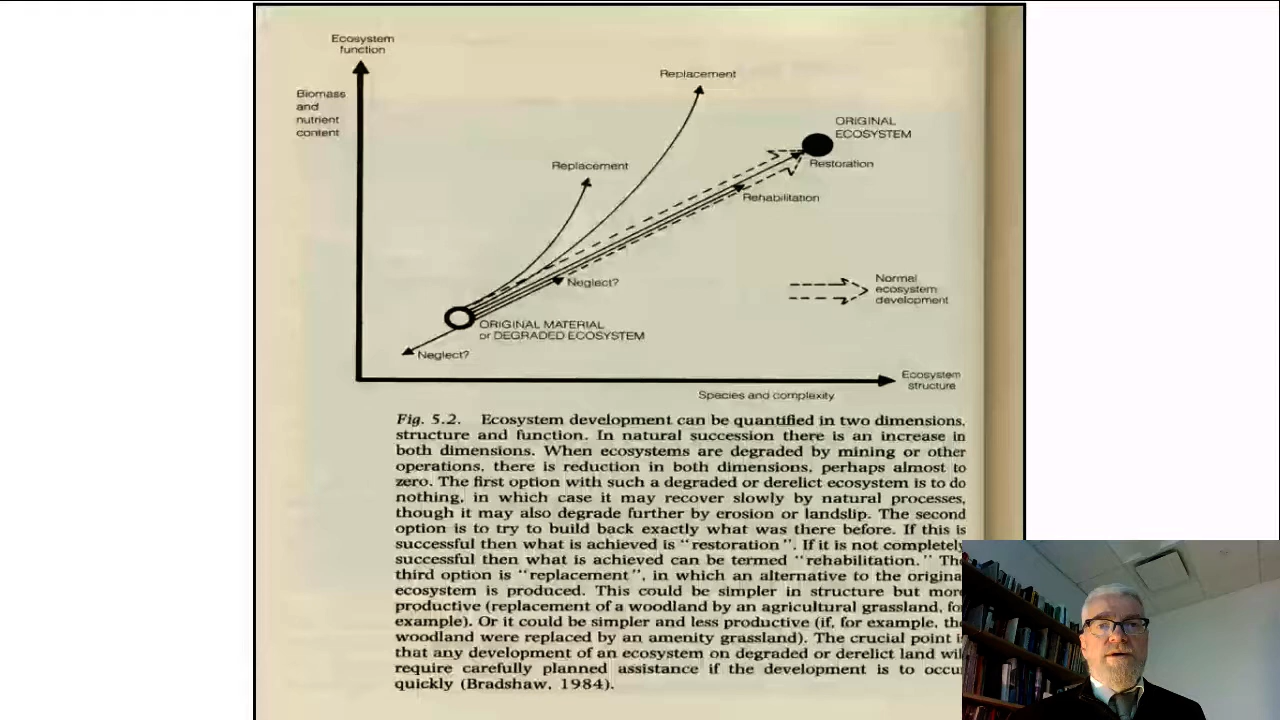 Ecosystem
function
Biomass
and
nutrient
content
Replacement
Replacement
ORIGINAL
ECOSYSTEM
Restoration
Rehabilitation
Neglect?
Normal
ecosystem
development
ORIGINAL MATERIAL
or DEGRADED ECOSYSTEM
Neglect?
Ecosystem
structure
Species and complexity
Fig. 5.2. Ecosystem development can be quantified in two dimensions,
structure and function. In natural succession there is an increase in
both dimensions. When ecosystems are degraded by mining or other
operations, there is reduction in both dimensions, perhaps almost to
zero. The first option with such a degraded or derelict ecosystem is to do
nothing, in which case it may recover slowly by natural processes,
though it may also degrade further by erosion or landslip. The second
option is to try to build back exactly what was there before. If this is
successful then what is achieved is "restoration". If it is not completely
successful then what is achieved can be termed "rehabilitation." The
third option is "replacement", in which an alternative to the origina
ecosystem is produced. This could be simpler in structure but mor
productive (replacement of a woodland by an agricultural grassland, fo
example). Or it could be simpler and less productive (if, for example, th
woodland were replaced by an amenity grassland). The crucial point i
that any development of an ecosystem on degraded or derelict land wil
require carefully planned assistance if the development is to occu
quickly (Bradshaw, 1984).